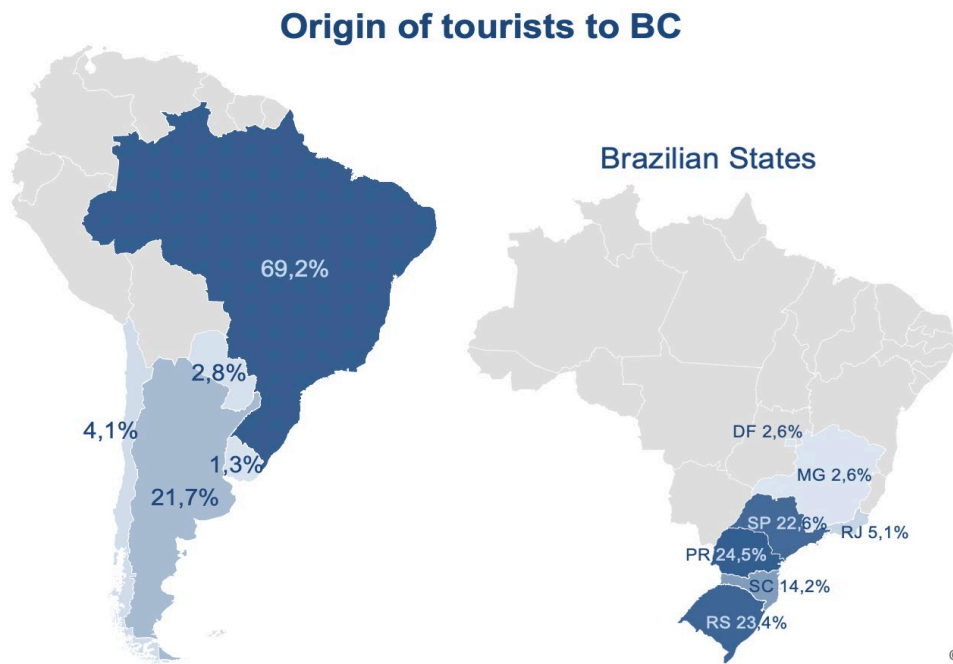 Origin of tourists to BC
69,2%
2,8%
4,1%
1,3%
21,7%
Brazilian States
DF 2,6%
MG 2,6%
SP 22,6%
RJ 5,1%
PR 24,5%
SC 14,2%
RS 23,4%
©